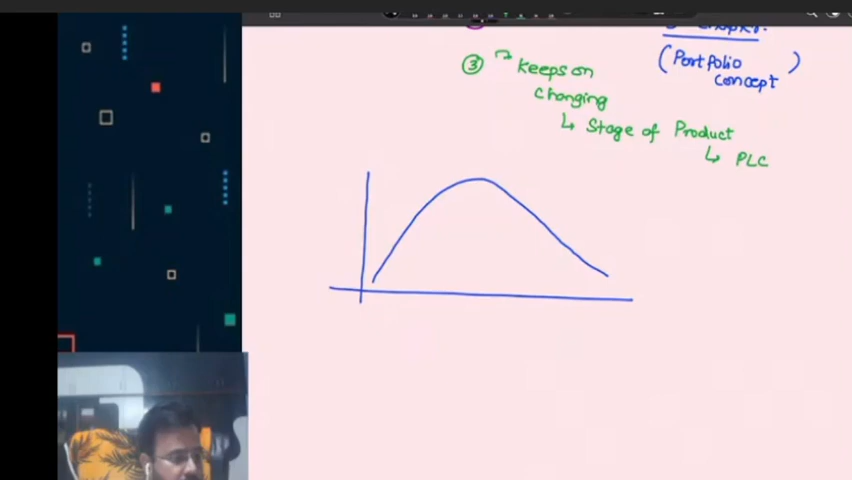 (Portfolio
concept)
③ Keeps on
changing
↳ Stage of Product
↳ PLC